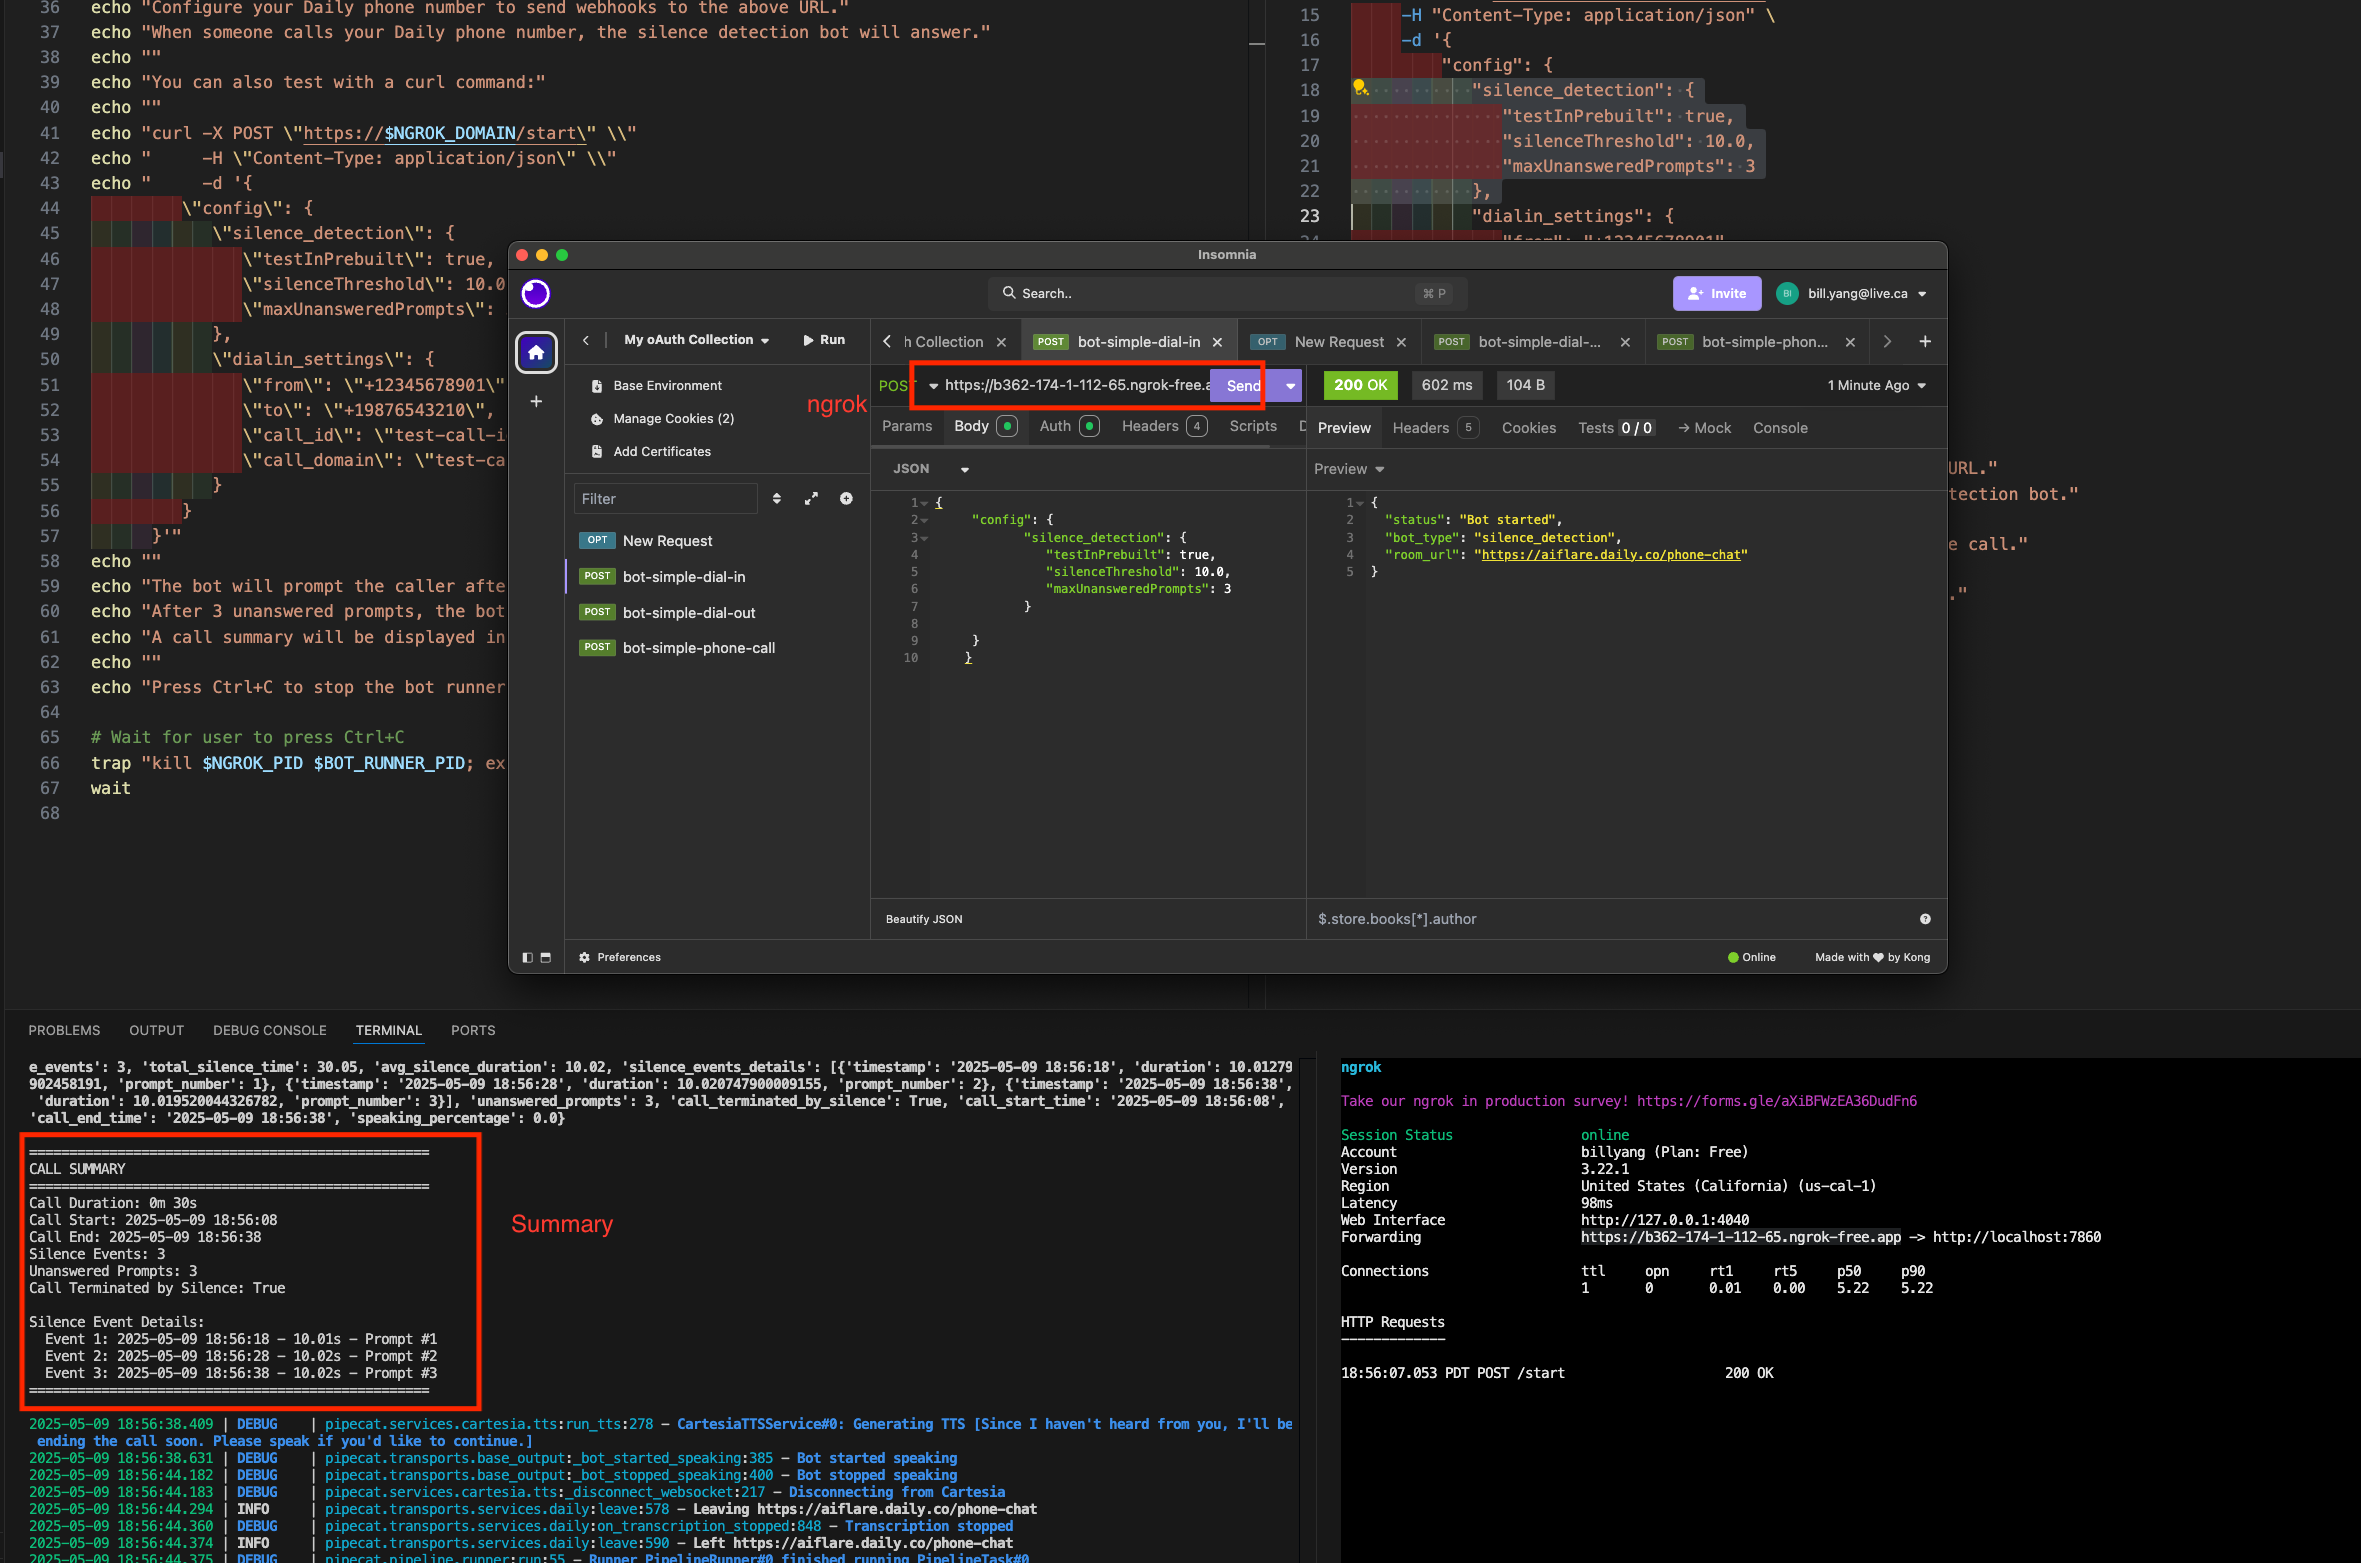 36 echo "Configure your Daily phone number to send webhooks to the above URL."
37 echo "When someone calls your Daily phone number, the silence detection bot will answer."
38 echo ""
39 echo "You can also test with a curl command:"
40 echo ""
41 echo "curl -X POST \"https://$NGROK_DOMAIN/start\" \\"
42 echo "     -H \"Content-Type: application/json\" \\"
43 echo "     -d '{
44 \"config\": {
45 \"silence_detection\": {
46 \"testInPrebuilt\": true,
47 \"silenceThreshold\": 10.0
48 \"maxUnansweredPrompts\":
49 },
50 \"dialin_settings\": {
51 \"from\": \"+12345678901\"
52 \"to\": \"+19876543210\",
53 \"call_id\": \"test-call-i
54 \"call_domain\": \"test-ca
55 }
56 }
57 }'"
58 echo ""
59 echo "The bot will prompt the caller afte
60 echo "After 3 unanswered prompts, the bot
61 echo "A call summary will be displayed in
62 echo ""
63 echo "Press Ctrl+C to stop the bot runner
64
65 # Wait for user to press Ctrl+C
66 trap "kill $NGROK_PID $BOT_RUNNER_PID; ex
67 wait
68
15 -H "Content-Type: application/json" \
16 -d '{
17 "config": {
18 "silence_detection": {
19 "testInPrebuilt": true,
20 "silenceThreshold": 10.0,
21 "maxUnansweredPrompts": 3
22 },
23 "dialin_settings": {
24 "from": "+12345678901"
URL."
tection bot."
e call."
."
Insomnia
Search..
⌘ P
Invite
BI bill.yang@live.ca
My oAuth Collection
Run
h Collection
POST bot-simple-dial-in
OPT New Request
POST bot-simple-dial-...
POST bot-simple-phon...
Base Environment
Manage Cookies (2)
Add Certificates
Filter
OPT New Request
POST bot-simple-dial-in
POST bot-simple-dial-out
POST bot-simple-phone-call
ngrok
POST https://b362-174-1-112-65.ngrok-free.a
Send
200 OK 602 ms 104 B
1 Minute Ago
Params Body Auth Headers 4 Scripts D
Preview Headers 5 Cookies Tests 0 / 0 → Mock Console
JSON
Preview
1 {
2 "config": {
3 "silence_detection": {
4 "testInPrebuilt": true,
5 "silenceThreshold": 10.0,
6 "maxUnansweredPrompts": 3
7 }
8
9 }
10 }
1 {
2 "status": "Bot started",
3 "bot_type": "silence_detection",
4 "room_url": "https://aiflare.daily.co/phone-chat"
5 }
Beautify JSON
$.store.books[*].author
Preferences
Online
Made with ♥ by Kong
PROBLEMS OUTPUT DEBUG CONSOLE TERMINAL PORTS
e_events': 3, 'total_silence_time': 30.05, 'avg_silence_duration': 10.02, 'silence_events_details': [{'timestamp': '2025-05-09 18:56:18', 'duration': 10.01279
902458191, 'prompt_number': 1}, {'timestamp': '2025-05-09 18:56:28', 'duration': 10.020747900009155, 'prompt_number': 2}, {'timestamp': '2025-05-09 18:56:38',
'duration': 10.019520044326782, 'prompt_number': 3}], 'unanswered_prompts': 3, 'call_terminated_by_silence': True, 'call_start_time': '2025-05-09 18:56:08',
'call_end_time': '2025-05-09 18:56:38', 'speaking_percentage': 0.0}
==================================================
CALL SUMMARY
==================================================
Call Duration: 0m 30s
Call Start: 2025-05-09 18:56:08
Call End: 2025-05-09 18:56:38
Silence Events: 3
Unanswered Prompts: 3
Call Terminated by Silence: True
Silence Event Details:
Event 1: 2025-05-09 18:56:18 - 10.01s - Prompt #1
Event 2: 2025-05-09 18:56:28 - 10.02s - Prompt #2
Event 3: 2025-05-09 18:56:38 - 10.02s - Prompt #3
==================================================
Summary
2025-05-09 18:56:38.409 | DEBUG | pipecat.services.cartesia.tts:run_tts:278 - CartesiaTTSService#0: Generating TTS [Since I haven't heard from you, I'll be
ending the call soon. Please speak if you'd like to continue.]
2025-05-09 18:56:38.631 | DEBUG | pipecat.transports.base_output:_bot_started_speaking:385 - Bot started speaking
2025-05-09 18:56:44.182 | DEBUG | pipecat.transports.base_output:_bot_stopped_speaking:400 - Bot stopped speaking
2025-05-09 18:56:44.183 | DEBUG | pipecat.services.cartesia.tts:_disconnect_websocket:217 - Disconnecting from Cartesia
2025-05-09 18:56:44.294 | INFO | pipecat.transports.services.daily:leave:578 - Leaving https://aiflare.daily.co/phone-chat
2025-05-09 18:56:44.360 | DEBUG | pipecat.transports.services.daily:on_transcription_stopped:848 - Transcription stopped
2025-05-09 18:56:44.374 | INFO | pipecat.transports.services.daily:leave:590 - Left https://aiflare.daily.co/phone-chat
2025-05-09 18:56:44.375 | DEBUG | pipecat.pipeline.runner:run:55 - Runner PipelineRunner#0 finished running PipelineTask#0
ngrok
Take our ngrok in production survey! https://forms.gle/aXiBFWzEA36DudFn6
Session Status online
Account billyang (Plan: Free)
Version 3.22.1
Region United States (California) (us-cal-1)
Latency 98ms
Web Interface http://127.0.0.1:4040
Forwarding https://b362-174-1-112-65.ngrok-free.app -> http://localhost:7860
Connections ttl opn rt1 rt5 p50 p90
1 0 0.01 0.00 5.22 5.22
HTTP Requests
-------------
18:56:07.053 PDT POST /start 200 OK